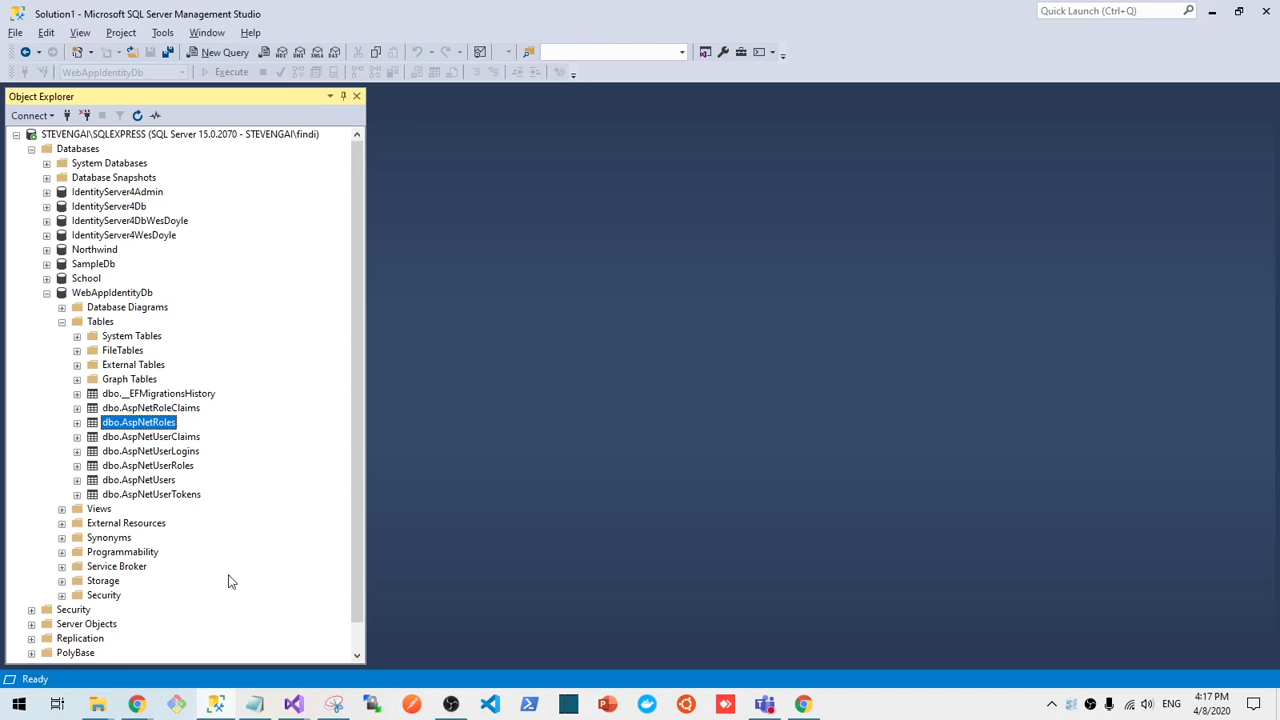 Solution1 - Microsoft SQL Server Management Studio
Quick Launch (Ctrl+Q)
File Edit View Project Tools Window Help
New Query
WebAppIdentityDb
Execute
Object Explorer
Connect
STEVENGAI\SQLEXPRESS (SQL Server 15.0.2070 - STEVENGAI\findi)
Databases
System Databases
Database Snapshots
IdentityServer4Admin
IdentityServer4Db
IdentityServer4DbWesDoyle
IdentityServer4WesDoyle
Northwind
SampleDb
School
WebAppIdentityDb
Database Diagrams
Tables
System Tables
FileTables
External Tables
Graph Tables
dbo.__EFMigrationsHistory
dbo.AspNetRoleClaims
dbo.AspNetRoles
dbo.AspNetUserClaims
dbo.AspNetUserLogins
dbo.AspNetUserRoles
dbo.AspNetUsers
dbo.AspNetUserTokens
Views
External Resources
Synonyms
Programmability
Service Broker
Storage
Security
Security
Server Objects
Replication
PolyBase
Ready
ENG
4:17 PM
4/8/2020